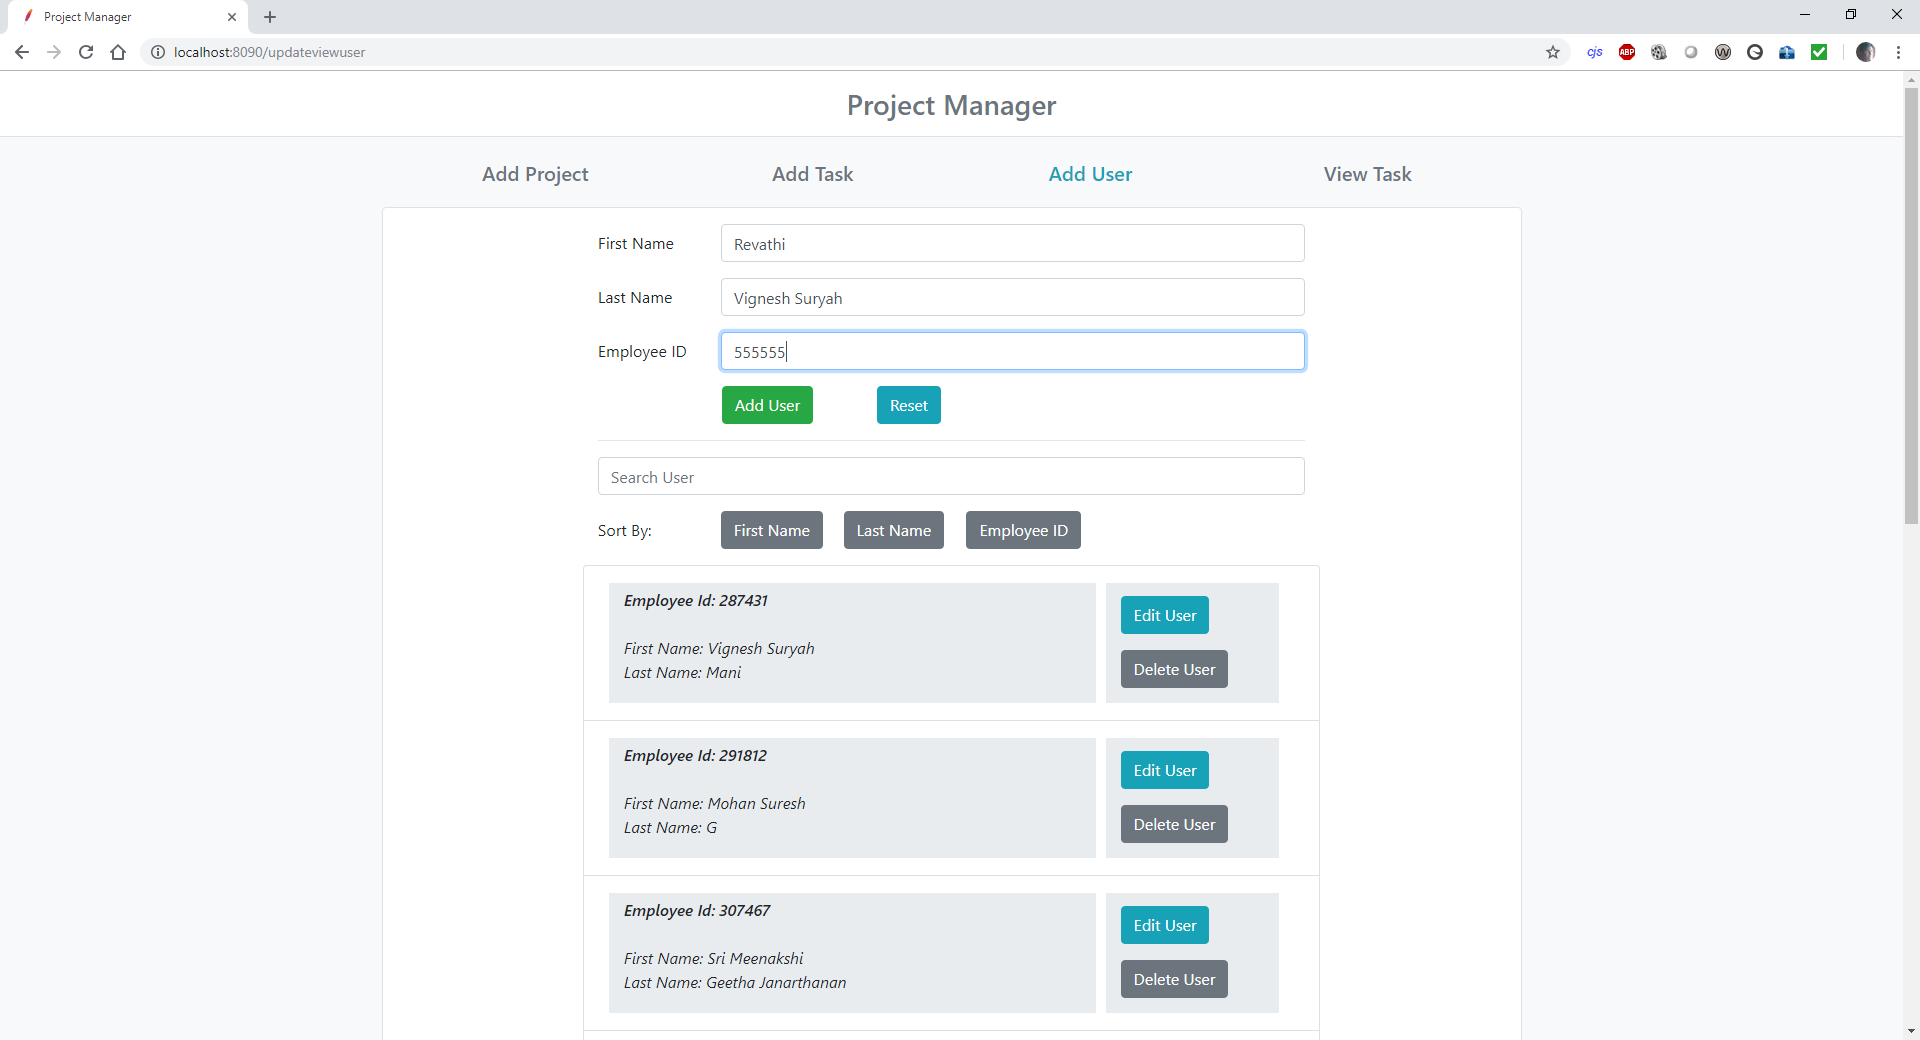 Project Manager
localhost:8090/updateviewuser
cjs
ABP
Project Manager
Add Project Add Task Add User View Task
First Name Revathi
Last Name Vignesh Suryah
Employee ID 555555
Add User Reset
Search User
Sort By: First Name Last Name Employee ID
Employee Id: 287431
First Name: Vignesh Suryah
Last Name: Mani
Edit User
Delete User
Employee Id: 291812
First Name: Mohan Suresh
Last Name: G
Edit User
Delete User
Employee Id: 307467
First Name: Sri Meenakshi
Last Name: Geetha Janarthanan
Edit User
Delete User